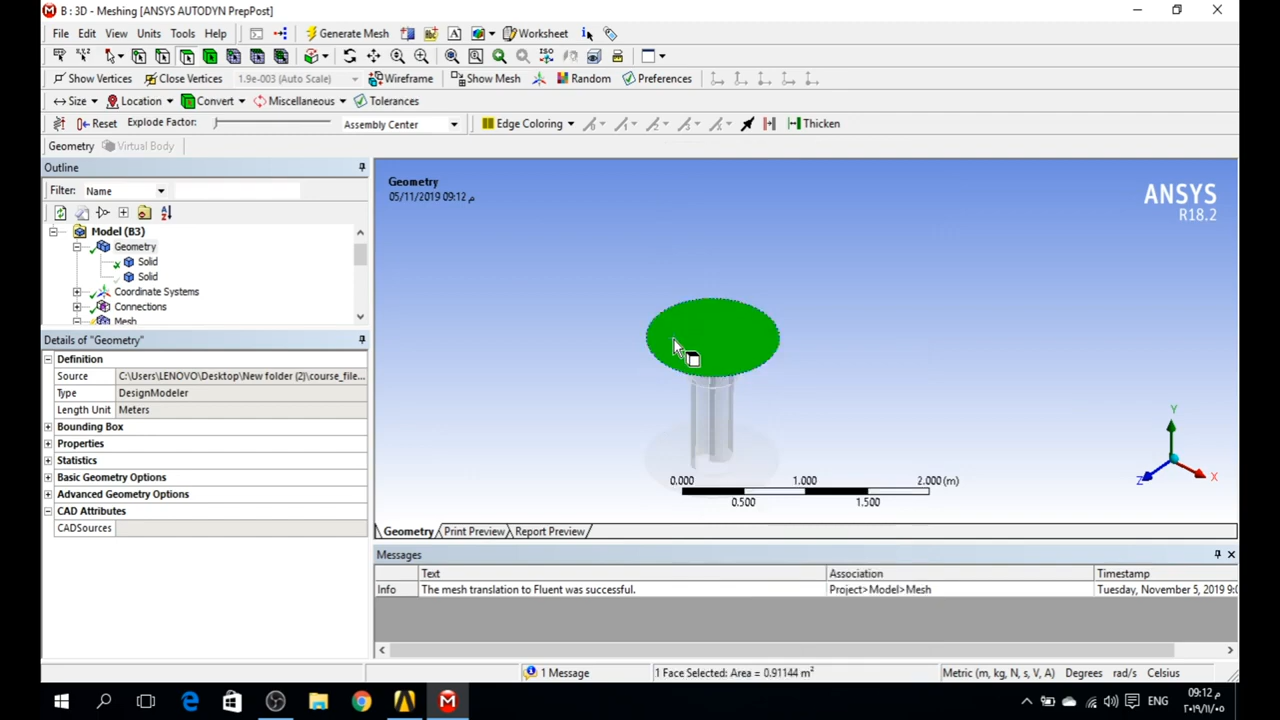 B : 3D - Meshing [ANSYS AUTODYN PrepPost]
File Edit View Units Tools Help Generate Mesh Worksheet
Show Vertices Close Vertices 1.9e-003 (Auto Scale) Wireframe Show Mesh Random Preferences
Size Location Convert Miscellaneous Tolerances
Reset Explode Factor: Assembly Center Edge Coloring Thicken
Geometry Virtual Body
Outline
Filter: Name
Model (B3)
Geometry
Solid
Solid
Coordinate Systems
Connections
Mesh
Details of "Geometry"
Definition
Source C:\Users\LENOVO\Desktop\New folder (2)\course_file...
Type DesignModeler
Length Unit Meters
Bounding Box
Properties
Statistics
Basic Geometry Options
Advanced Geometry Options
CAD Attributes
CADSources
Geometry
05/11/2019 09:12 م
ANSYS
R18.2
Y
X
Z
0.000 1.000 2.000 (m)
0.500 1.500
Geometry Print Preview Report Preview
Messages
Text Association Timestamp
Info The mesh translation to Fluent was successful. Project>Model>Mesh Tuesday, November 5, 2019 9:0
1 Message 1 Face Selected: Area = 0.91144 m² Metric (m, kg, N, s, V, A) Degrees rad/s Celsius
ENG
09:12 م
٢٠١٩/١١/٠٥